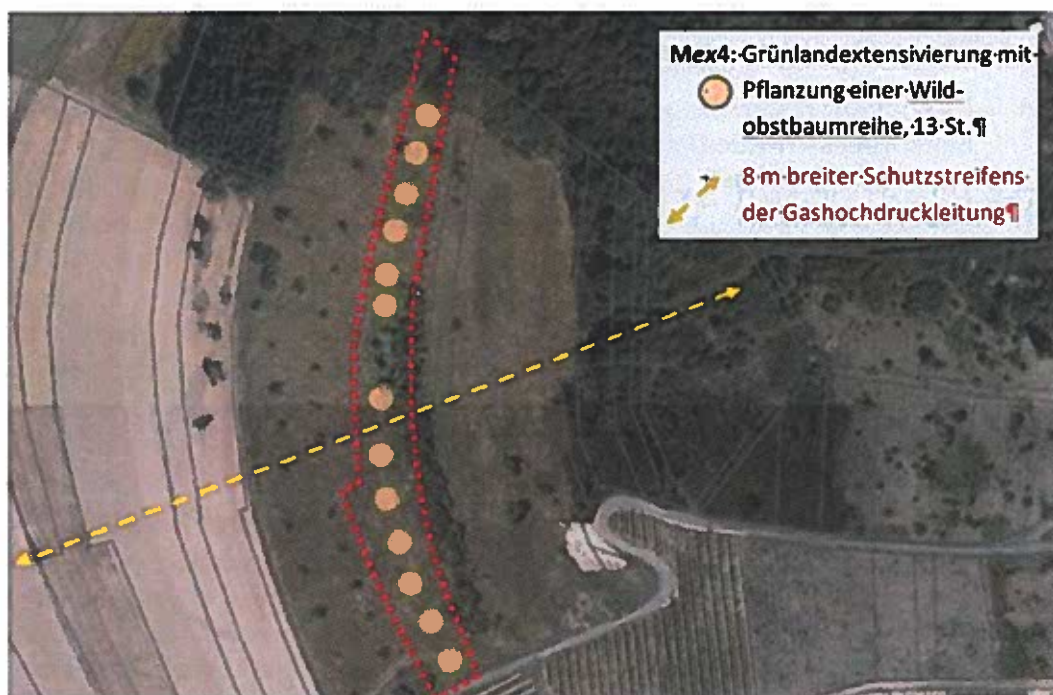 Mex4:·Grünlandextensivierung·mit·
Pflanzung·einer·Wild-
obstbaumreihe,·13·St.¶
8·m·breiter·Schutzstreifens·
der·Gashochdruckleitung¶